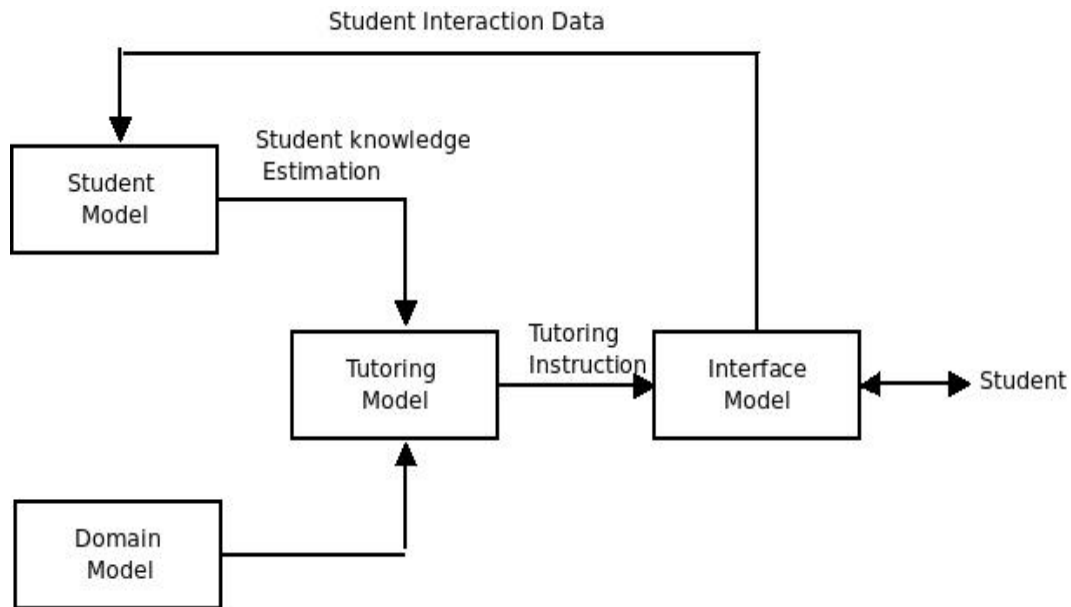 Student Interaction Data
Student knowledge
Estimation
Student
Model
Tutoring
Instruction
Tutoring
Model
Interface
Model
Student
Domain
Model